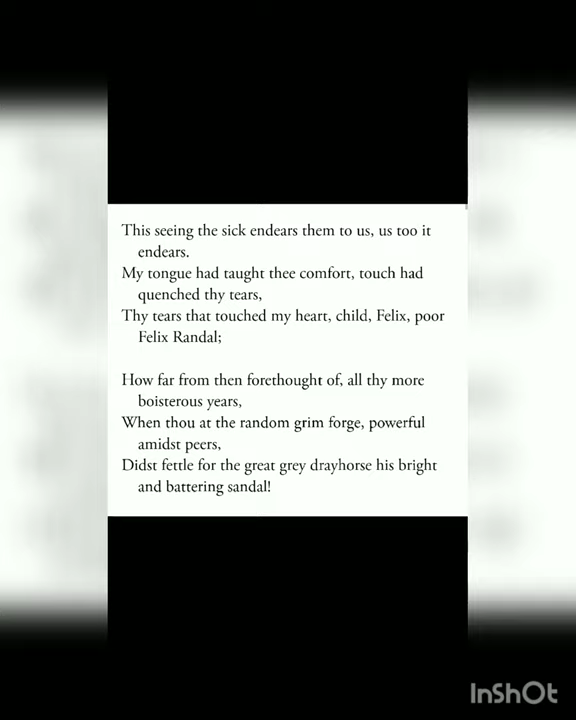 This seeing the sick endears them to us, us too it
endears.
My tongue had taught thee comfort, touch had
quenched thy tears,
Thy tears that touched my heart, child, Felix, poor
Felix Randal;
How far from then forethought of, all thy more
boisterous years,
When thou at the random grim forge, powerful
amidst peers,
Didst fettle for the great grey drayhorse his bright
and battering sandal!
InShOt